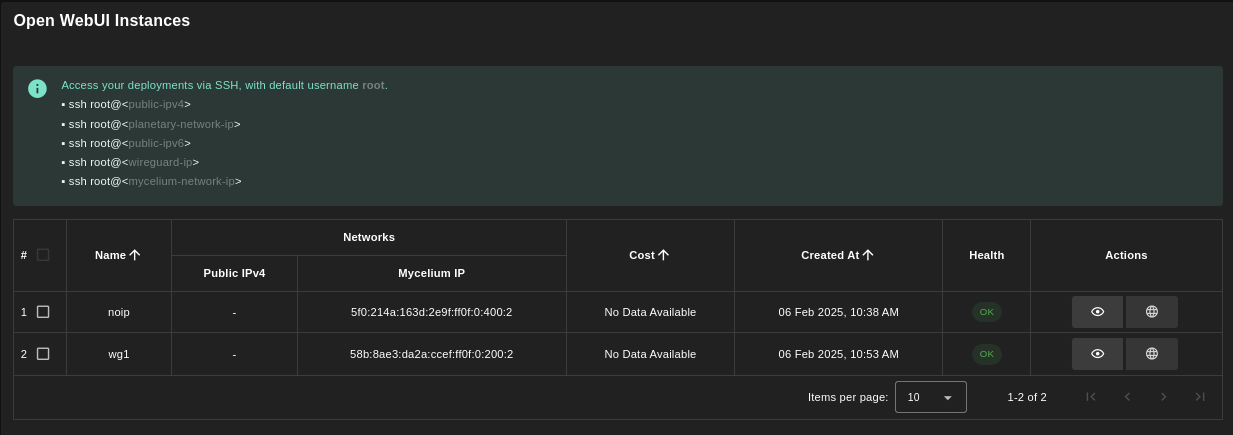 Open WebUI Instances
Access your deployments via SSH, with default username root.
▪ ssh root@<public-ipv4>
▪ ssh root@<planetary-network-ip>
▪ ssh root@<public-ipv6>
▪ ssh root@<wireguard-ip>
▪ ssh root@<mycelium-network-ip>
# Name Networks Cost Created At Health Actions
Public IPv4 Mycelium IP
1 noip - 5f0:214a:163d:2e9f:ff0f:0:400:2 No Data Available 06 Feb 2025, 10:38 AM OK
2 wg1 - 58b:8ae3:da2a:ccef:ff0f:0:200:2 No Data Available 06 Feb 2025, 10:53 AM OK
Items per page: 10 1-2 of 2